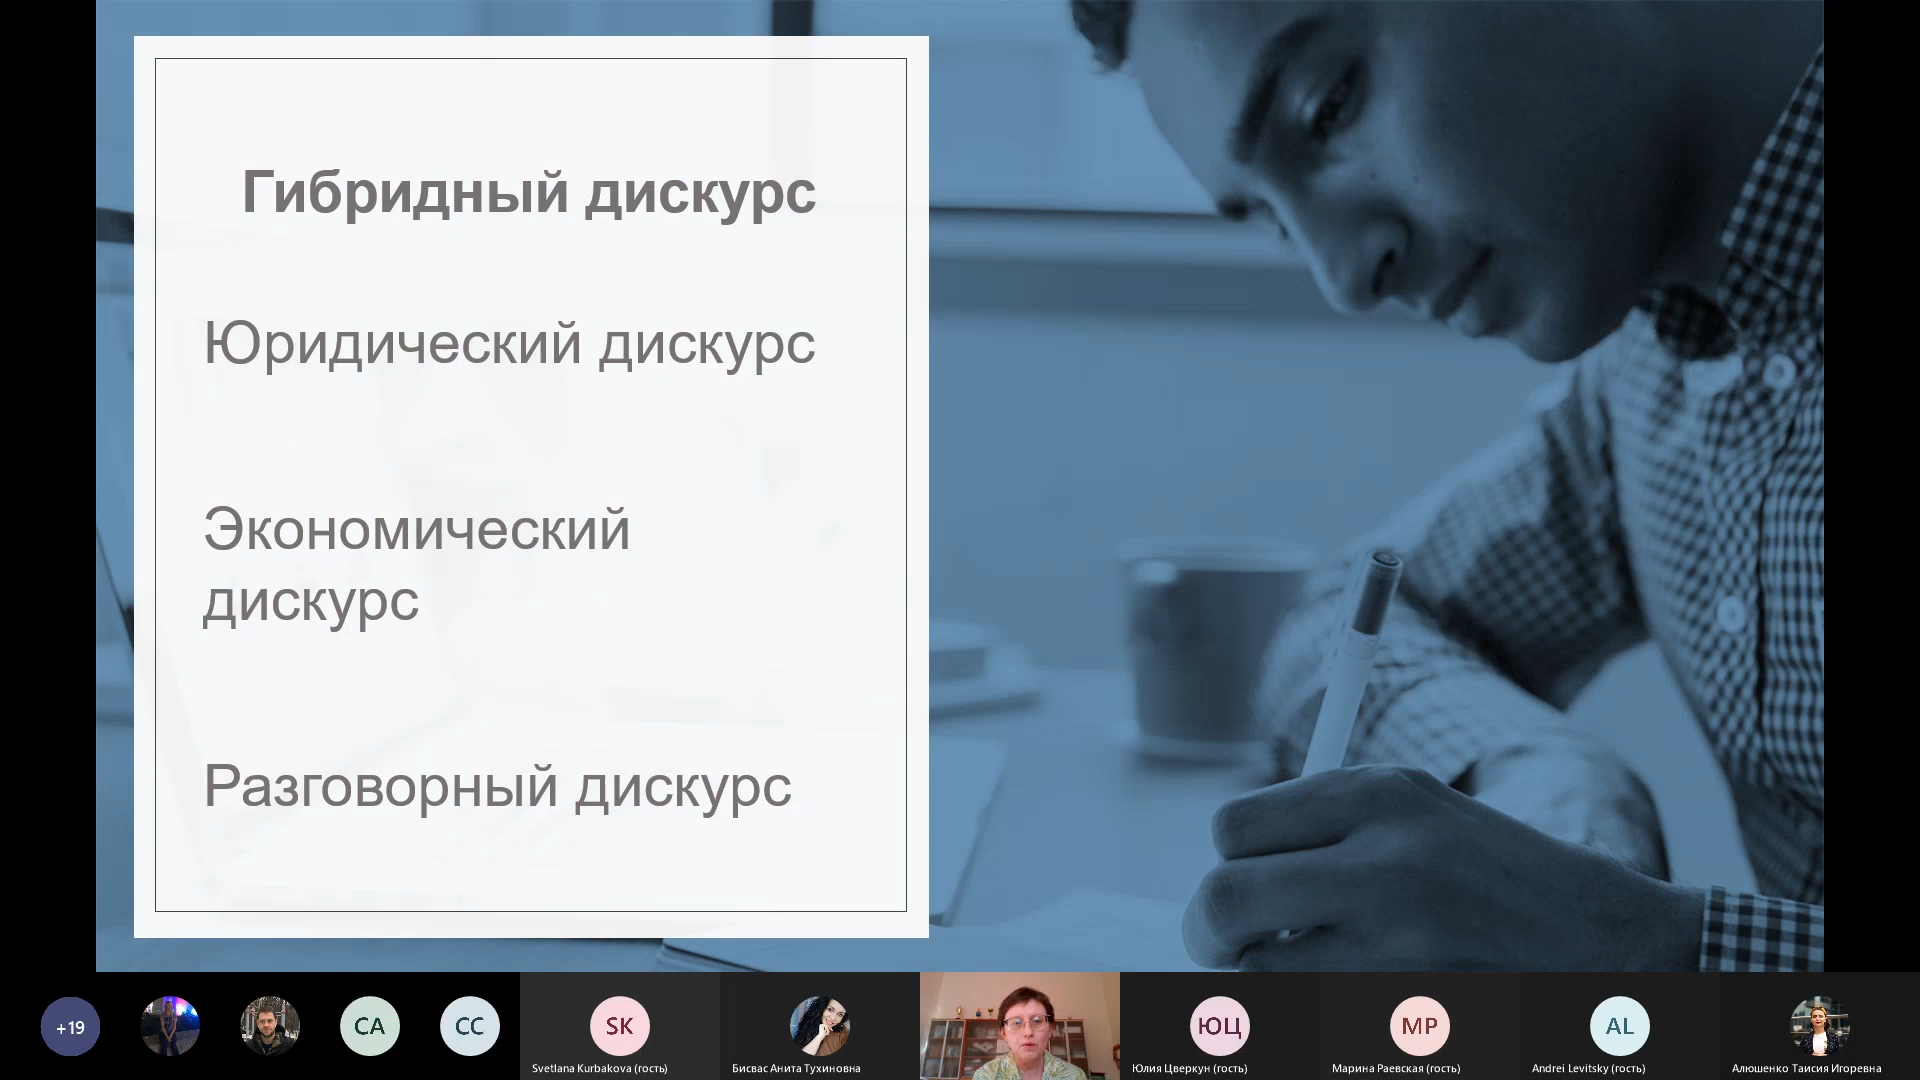 Гибридный дискурс
Юридический дискурс
Экономический
дискурс
Разговорный дискурс
+19
CA
CC
SK
Svetlana Kurbakova (гость)
Бисвас Анита Тухиновна
ЮЦ
Юлия Цверкун (гость)
МР
Марина Раевская (гость)
AL
Andrei Levitsky (гость)
Алюшенко Таисия Игоревна